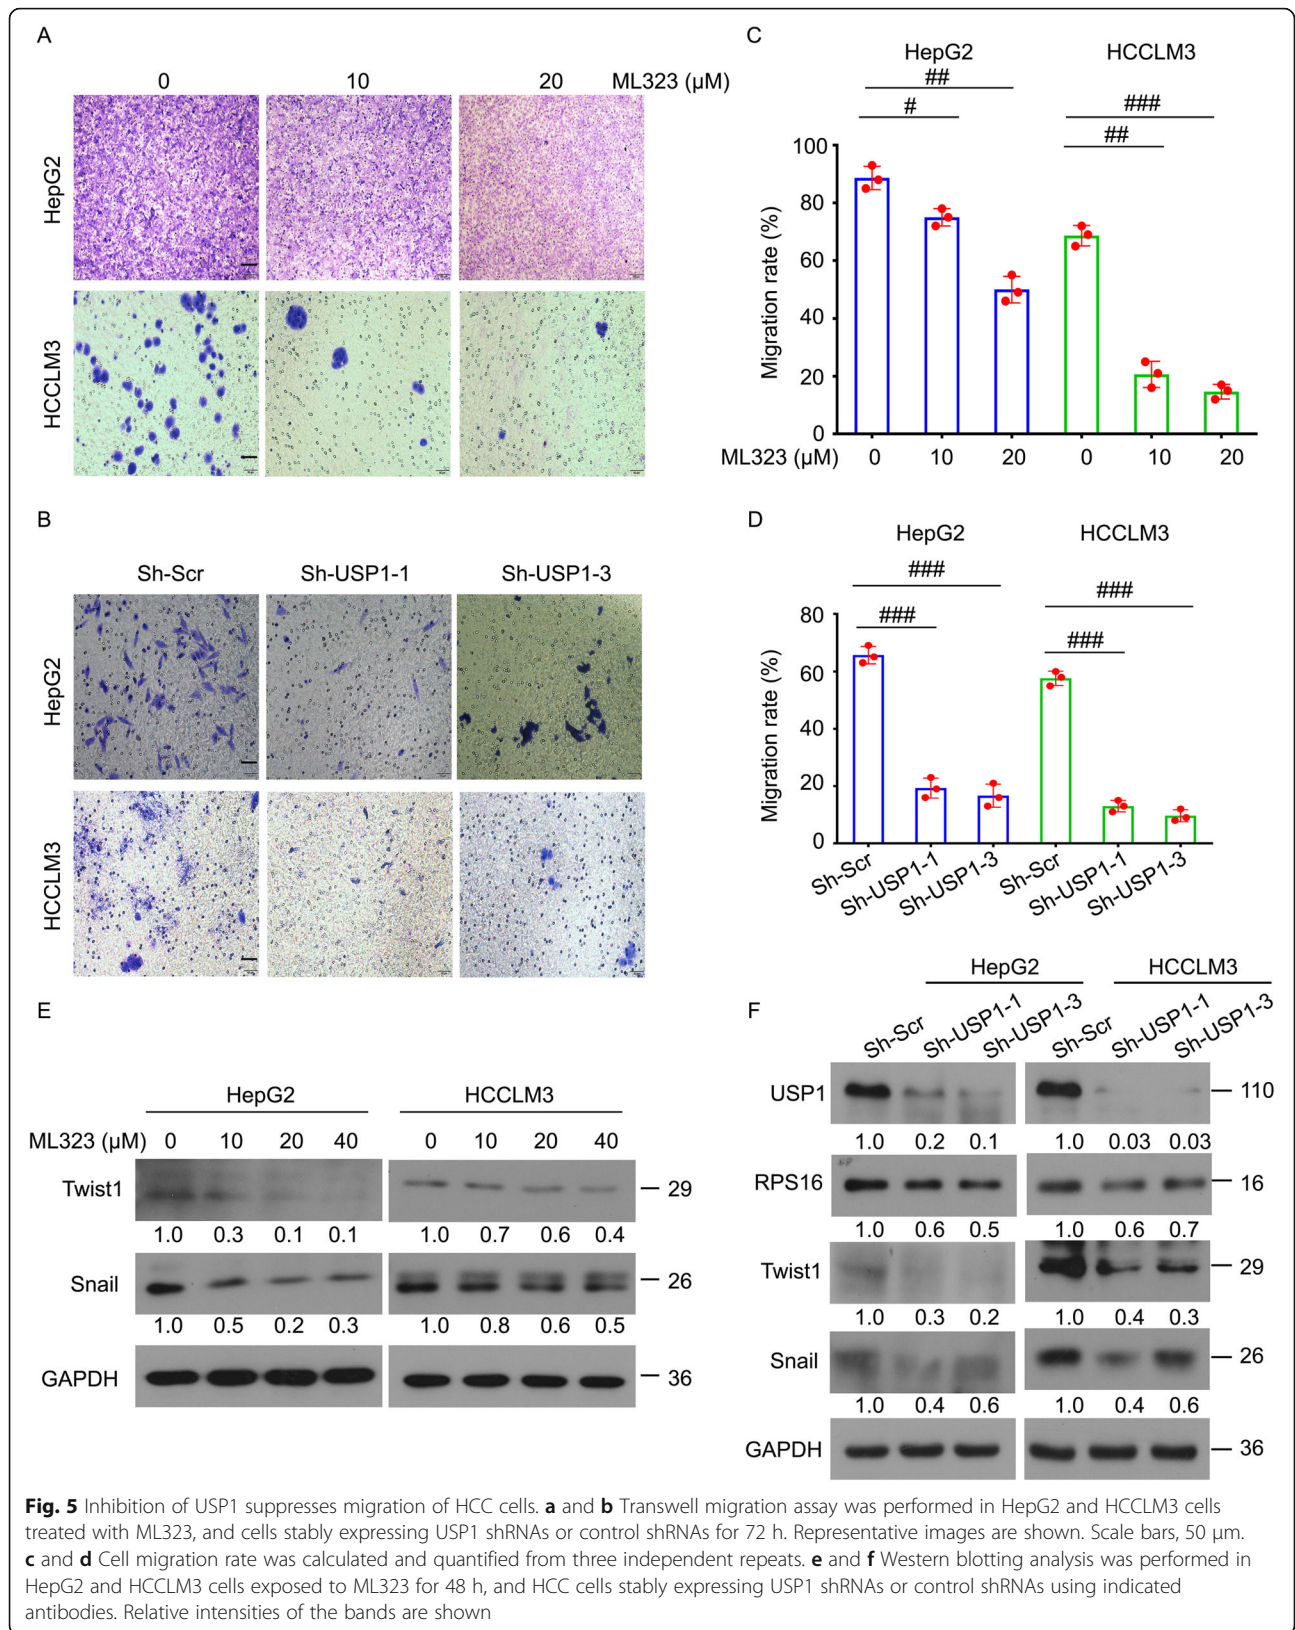 A
0 10 20 ML323 (μM)
HepG2
HCCLM3
B
Sh-Scr Sh-USP1-1 Sh-USP1-3
HepG2
HCCLM3
C
HepG2 HCCLM3
##
#
###
##
Migration rate (%)
100
80
60
40
20
0
ML323 (μM) 0 10 20 0 10 20
D
HepG2 HCCLM3
###
###
###
###
Migration rate (%)
80
60
40
20
0
Sh-Scr Sh-USP1-1 Sh-USP1-3 Sh-Scr Sh-USP1-1 Sh-USP1-3
E
HepG2 HCCLM3
ML323 (μM) 0 10 20 40 0 10 20 40
Twist1 29
1.0 0.3 0.1 0.1 1.0 0.7 0.6 0.4
Snail 26
1.0 0.5 0.2 0.3 1.0 0.8 0.6 0.5
GAPDH 36
F
HepG2 HCCLM3
Sh-Scr Sh-USP1-1 Sh-USP1-3 Sh-Scr Sh-USP1-1 Sh-USP1-3
USP1 110
1.0 0.2 0.1 1.0 0.03 0.03
RPS16 16
1.0 0.6 0.5 1.0 0.6 0.7
Twist1 29
1.0 0.3 0.2 1.0 0.4 0.3
Snail 26
1.0 0.4 0.6 1.0 0.4 0.6
GAPDH 36
Fig. 5 Inhibition of USP1 suppresses migration of HCC cells. a and b Transwell migration assay was performed in HepG2 and HCCLM3 cells
treated with ML323, and cells stably expressing USP1 shRNAs or control shRNAs for 72 h. Representative images are shown. Scale bars, 50 μm.
c and d Cell migration rate was calculated and quantified from three independent repeats. e and f Western blotting analysis was performed in
HepG2 and HCCLM3 cells exposed to ML323 for 48 h, and HCC cells stably expressing USP1 shRNAs or control shRNAs using indicated
antibodies. Relative intensities of the bands are shown